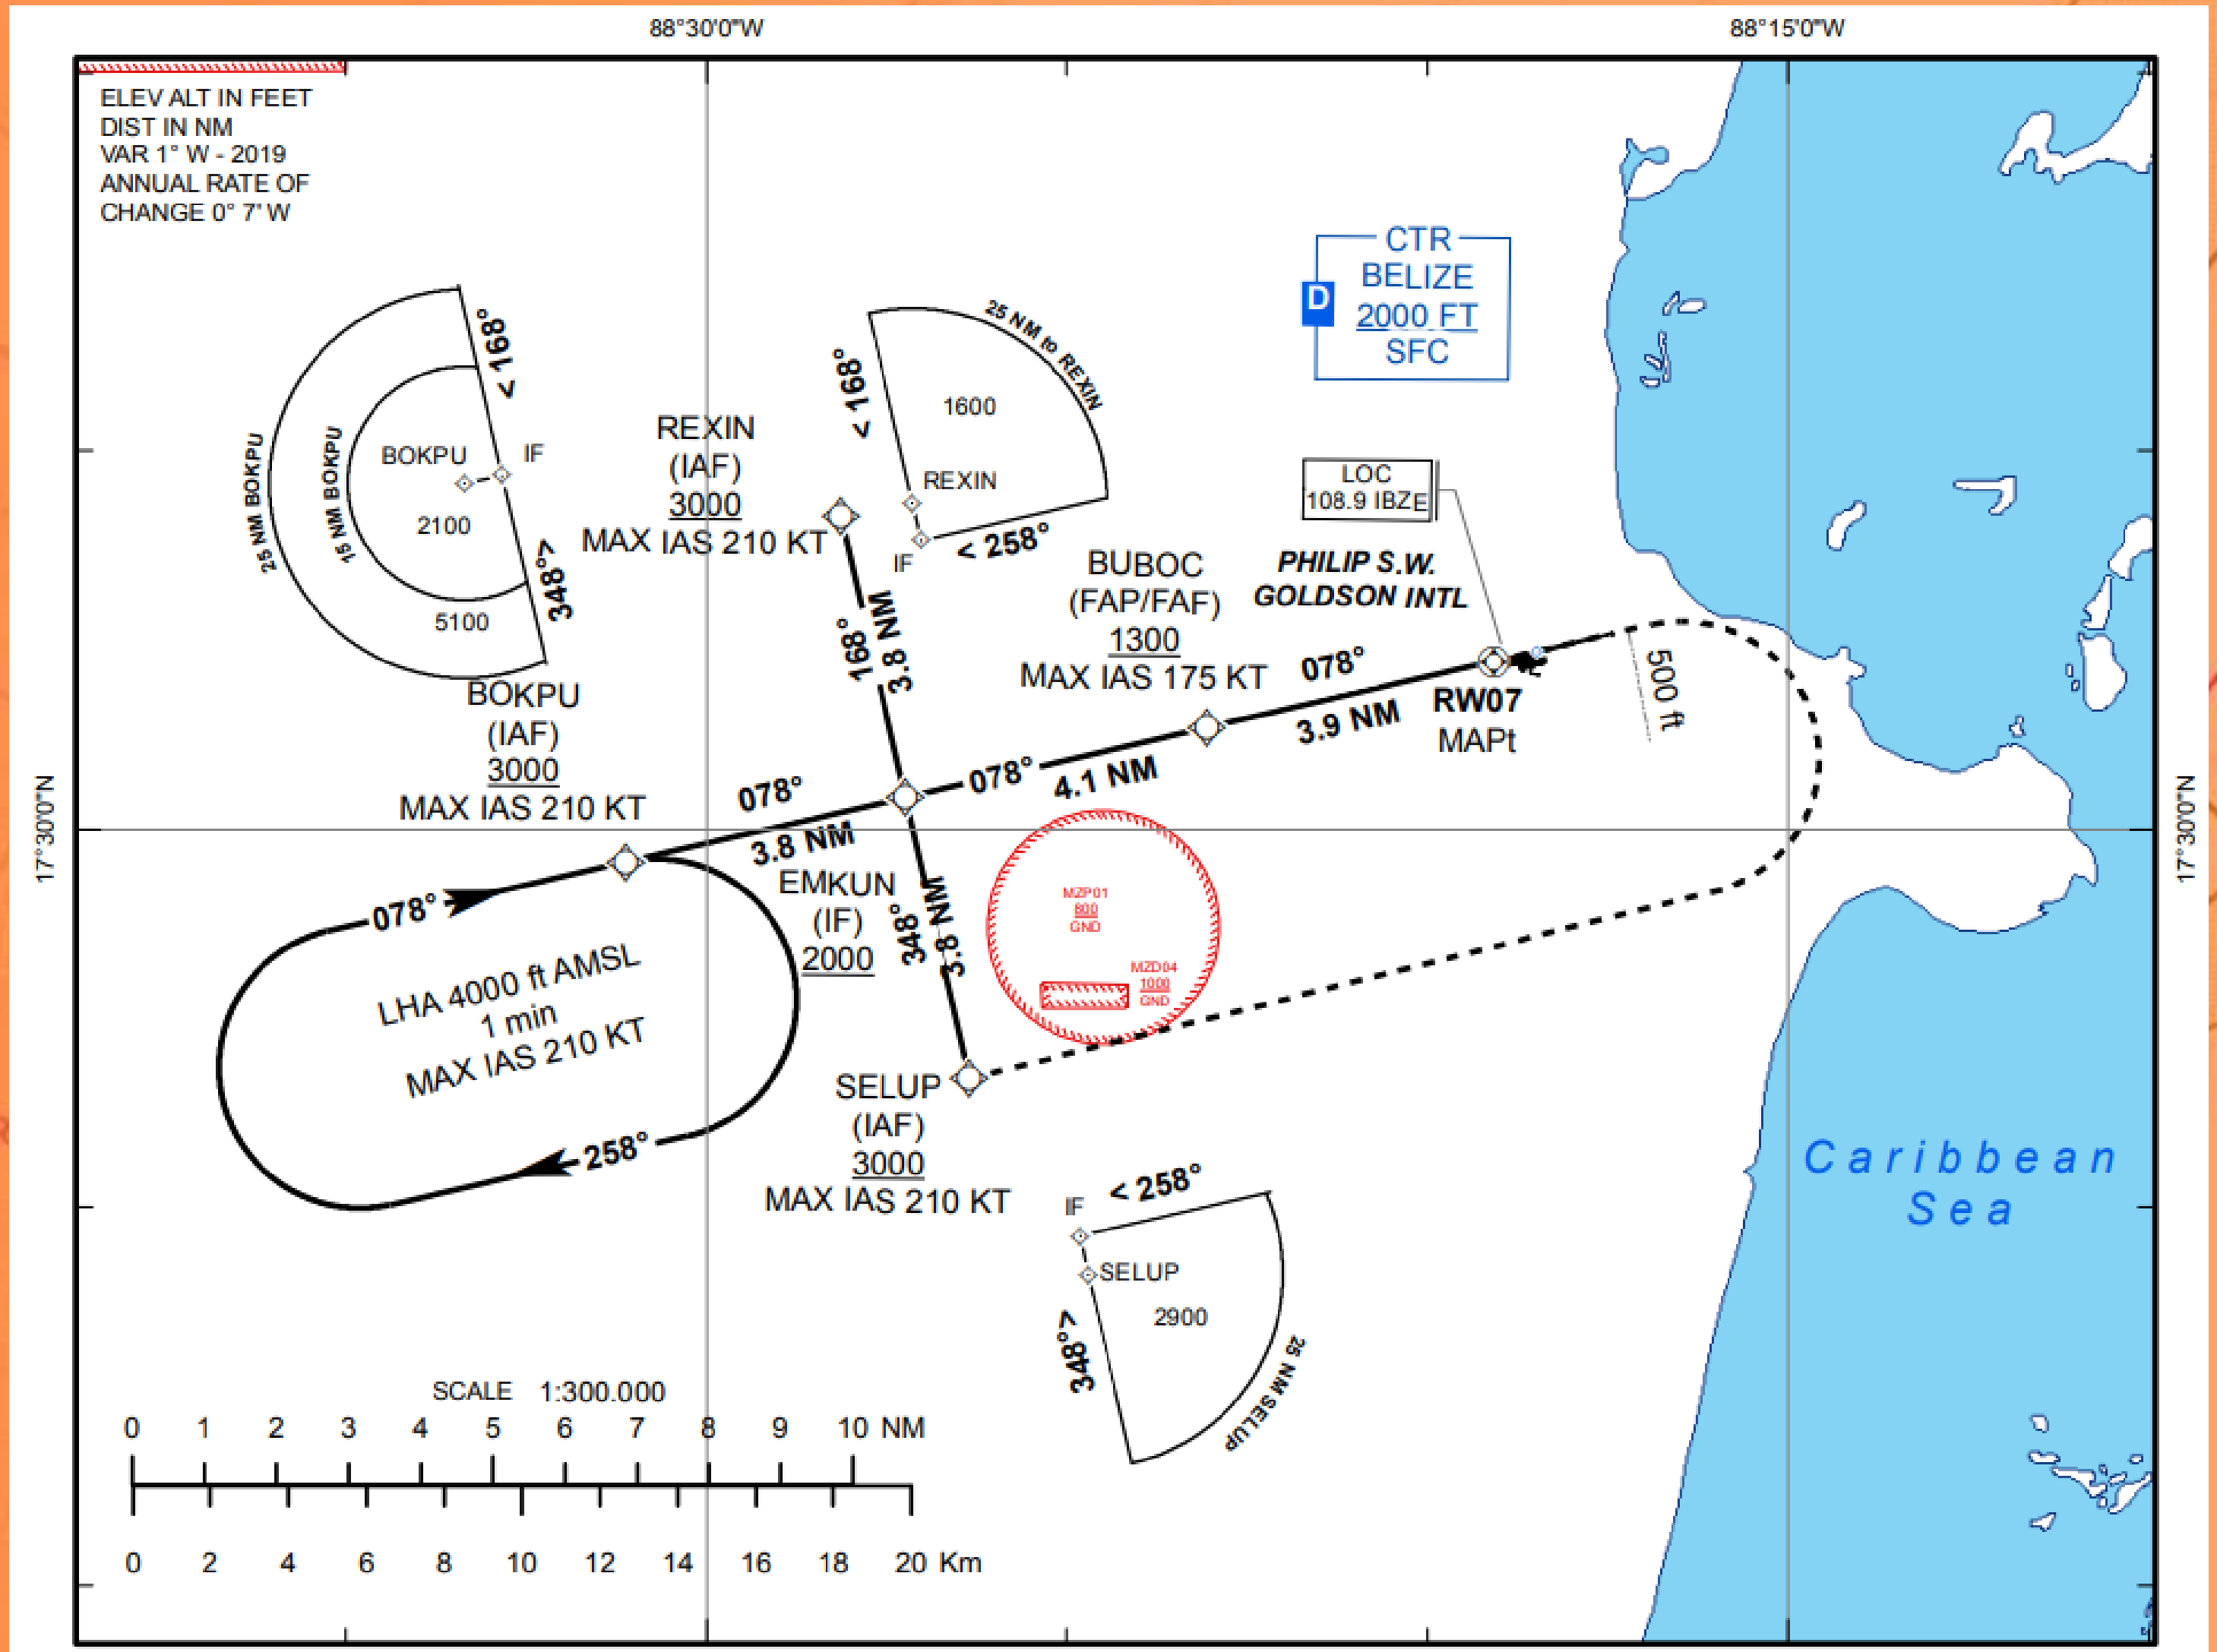 88°30'0"W
88°15'0"W
ELEV ALT IN FEET
DIST IN NM
VAR 1° W - 2019
ANNUAL RATE OF
CHANGE 0° 7' W
CTR
BELIZE
D
2000 FT
SFC
< 168°
25 NM BOKPU
15 NM BOKPU
BOKPU
IF
2100
348°>
5100
25 NM to REXIN
< 168°
1600
REXIN
IF
< 258°
REXIN
(IAF)
3000
MAX IAS 210 KT
LOC
108.9 IBZE
PHILIP S.W.
GOLDSON INTL
BUBOC
(FAP/FAF)
1300
MAX IAS 175 KT
168°
3.8 NM
078°
3.9 NM
RW07
MAPt
500 ft
BOKPU
(IAF)
3000
MAX IAS 210 KT
078°
3.8 NM
078°
4.1 NM
17°30'0"N
17°30'0"N
EMKUN
(IF)
2000
348°
3.8 NM
MZP01
800
GND
MZD04
1000
GND
078°
LHA 4000 ft AMSL
1 min
MAX IAS 210 KT
258°
SELUP
(IAF)
3000
MAX IAS 210 KT
Caribbean
Sea
IF
< 258°
SELUP
2900
348°>
25 NM SELUP
SCALE 1:300.000
0 1 2 3 4 5 6 7 8 9 10 NM
0 2 4 6 8 10 12 14 16 18 20 Km